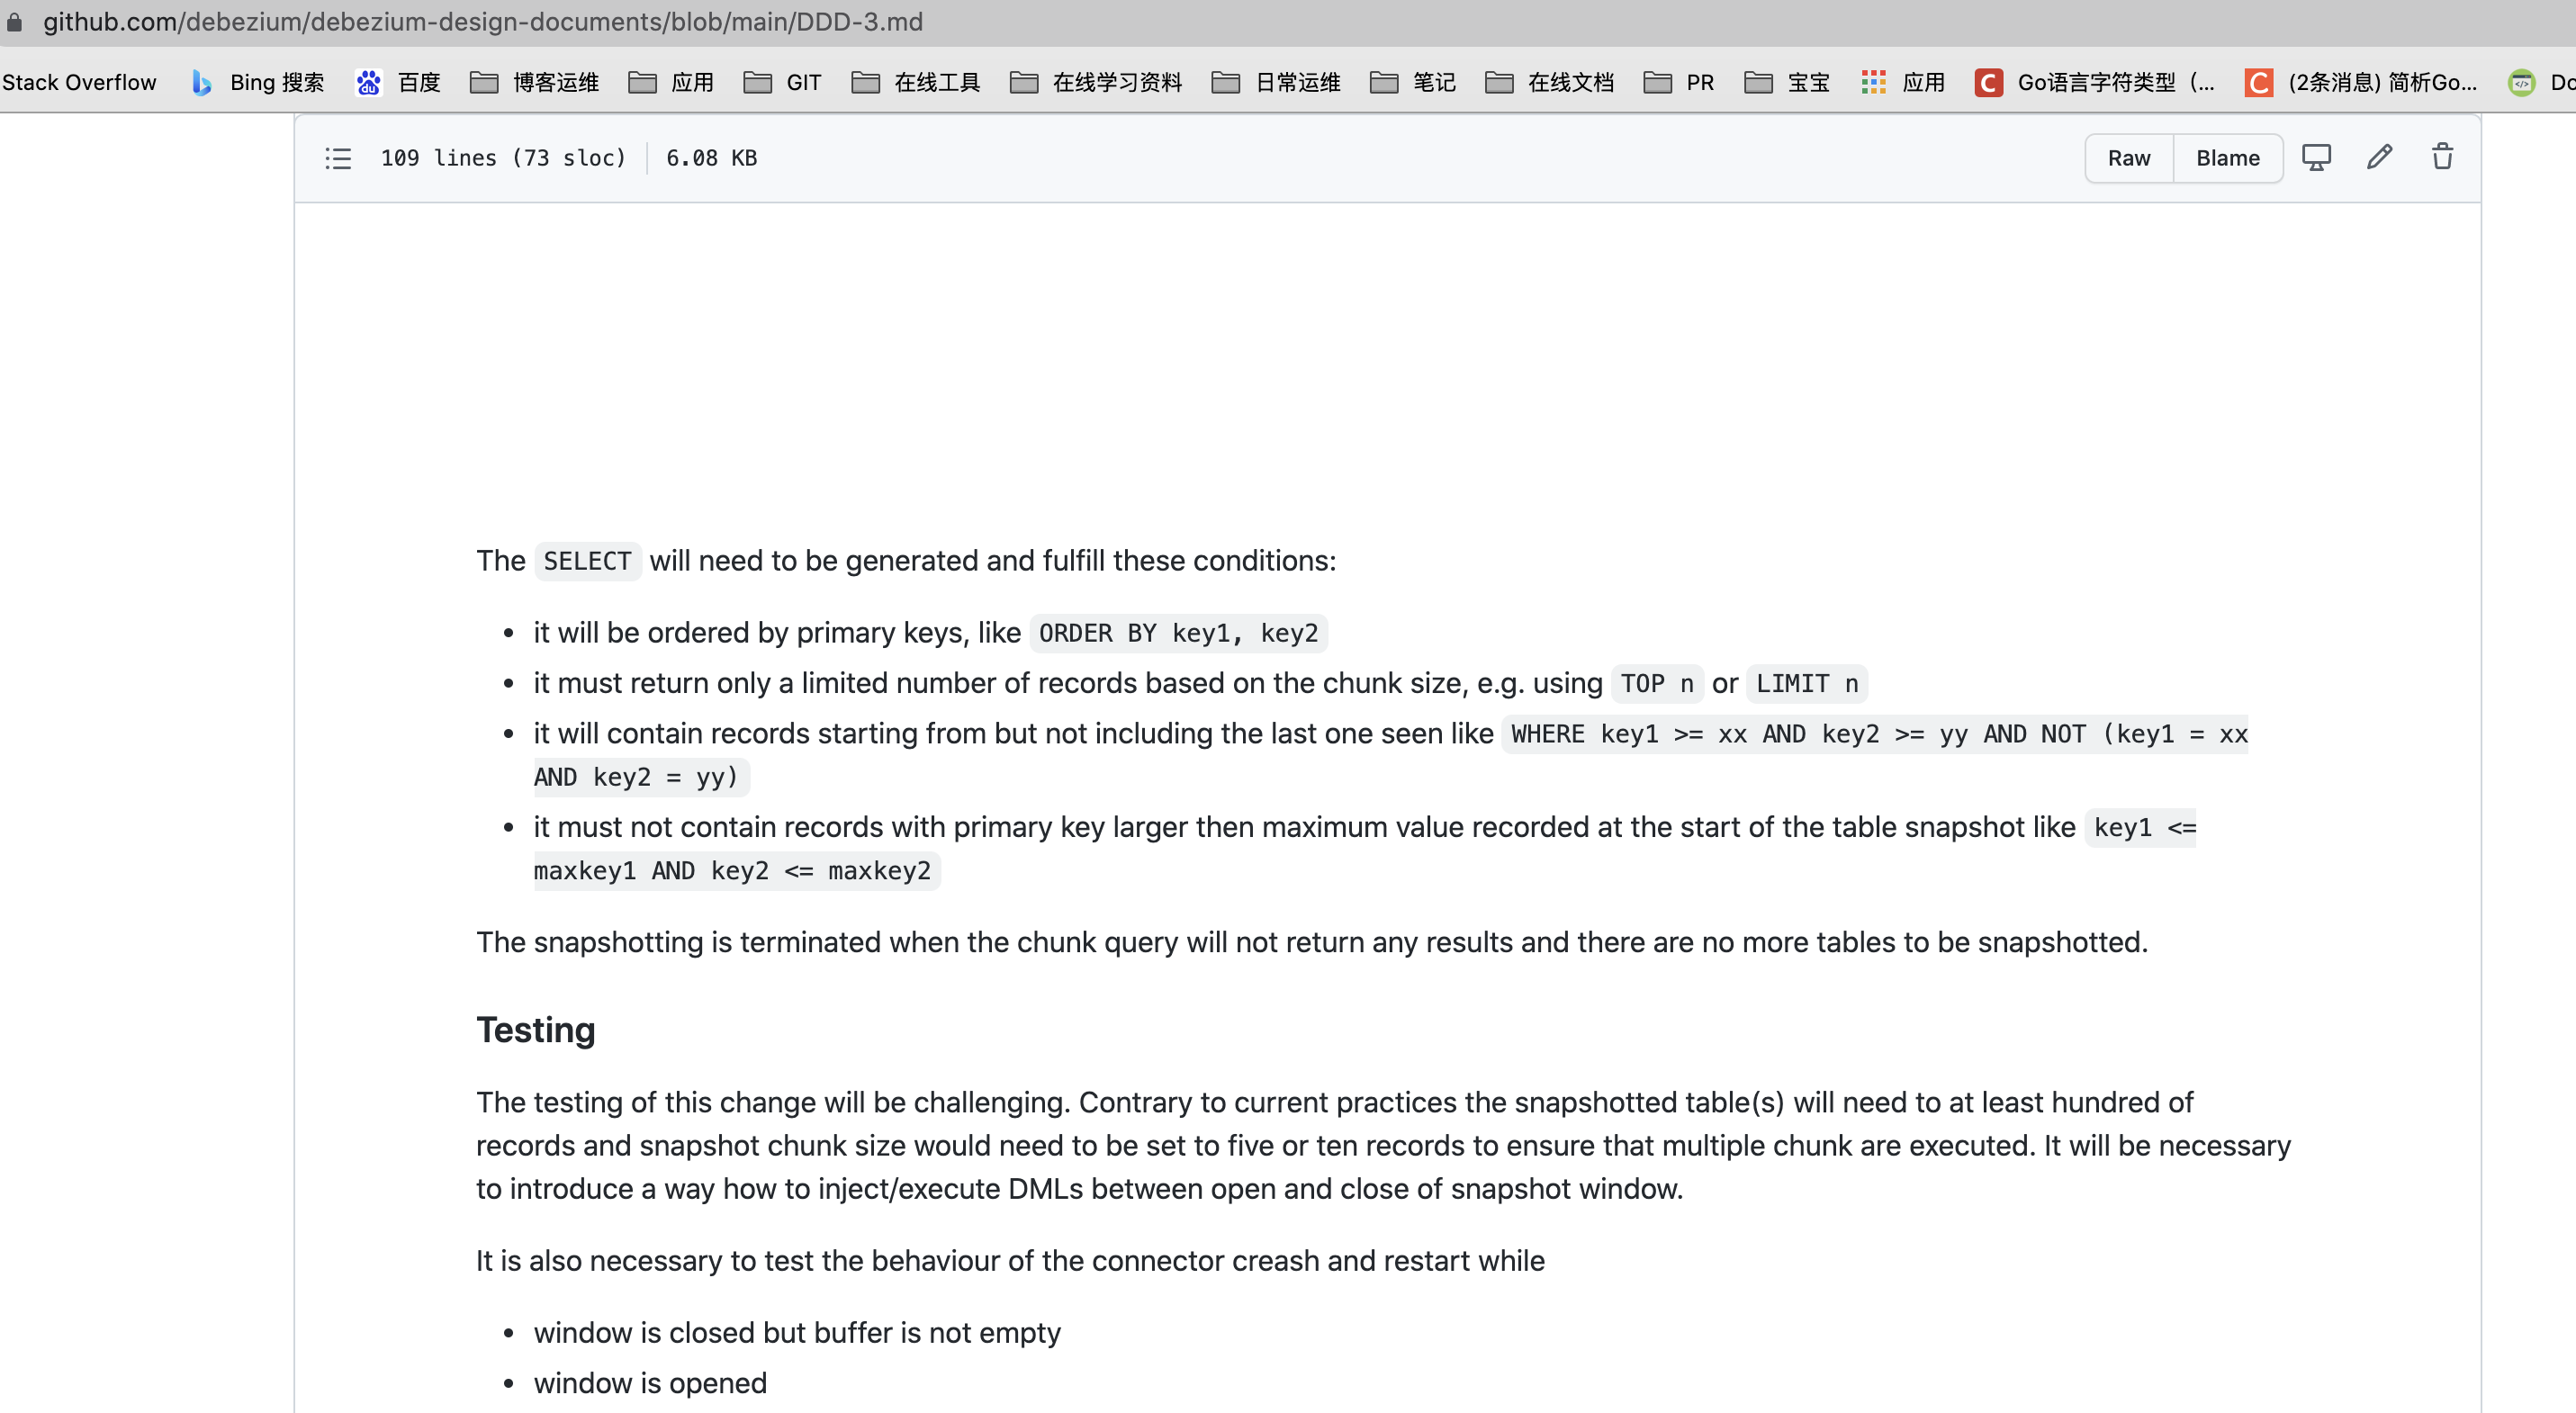 github.com/debezium/debezium-design-documents/blob/main/DDD-3.md
Stack Overflow Bing 搜索 百度 博客运维 应用 GIT 在线工具 在线学习资料 日常运维 笔记 在线文档 PR 宝宝 应用 Go语言字符类型（... (2条消息) 简析Go...
109 lines (73 sloc) 6.08 KB Raw Blame
The SELECT will need to be generated and fulfill these conditions:
• it will be ordered by primary keys, like ORDER BY key1, key2
• it must return only a limited number of records based on the chunk size, e.g. using TOP n or LIMIT n
• it will contain records starting from but not including the last one seen like WHERE key1 >= xx AND key2 >= yy AND NOT (key1 = xx
AND key2 = yy)
• it must not contain records with primary key larger then maximum value recorded at the start of the table snapshot like key1 <=
maxkey1 AND key2 <= maxkey2
The snapshotting is terminated when the chunk query will not return any results and there are no more tables to be snapshotted.
Testing
The testing of this change will be challenging. Contrary to current practices the snapshotted table(s) will need to at least hundred of
records and snapshot chunk size would need to be set to five or ten records to ensure that multiple chunk are executed. It will be necessary
to introduce a way how to inject/execute DMLs between open and close of snapshot window.
It is also necessary to test the behaviour of the connector creash and restart while
• window is closed but buffer is not empty
• window is opened